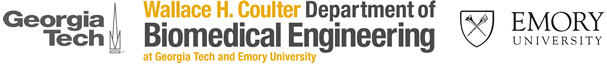 Georgia
Tech
Wallace H. Coulter Department of
Biomedical Engineering
at Georgia Tech and Emory University
EMORY
UNIVERSITY